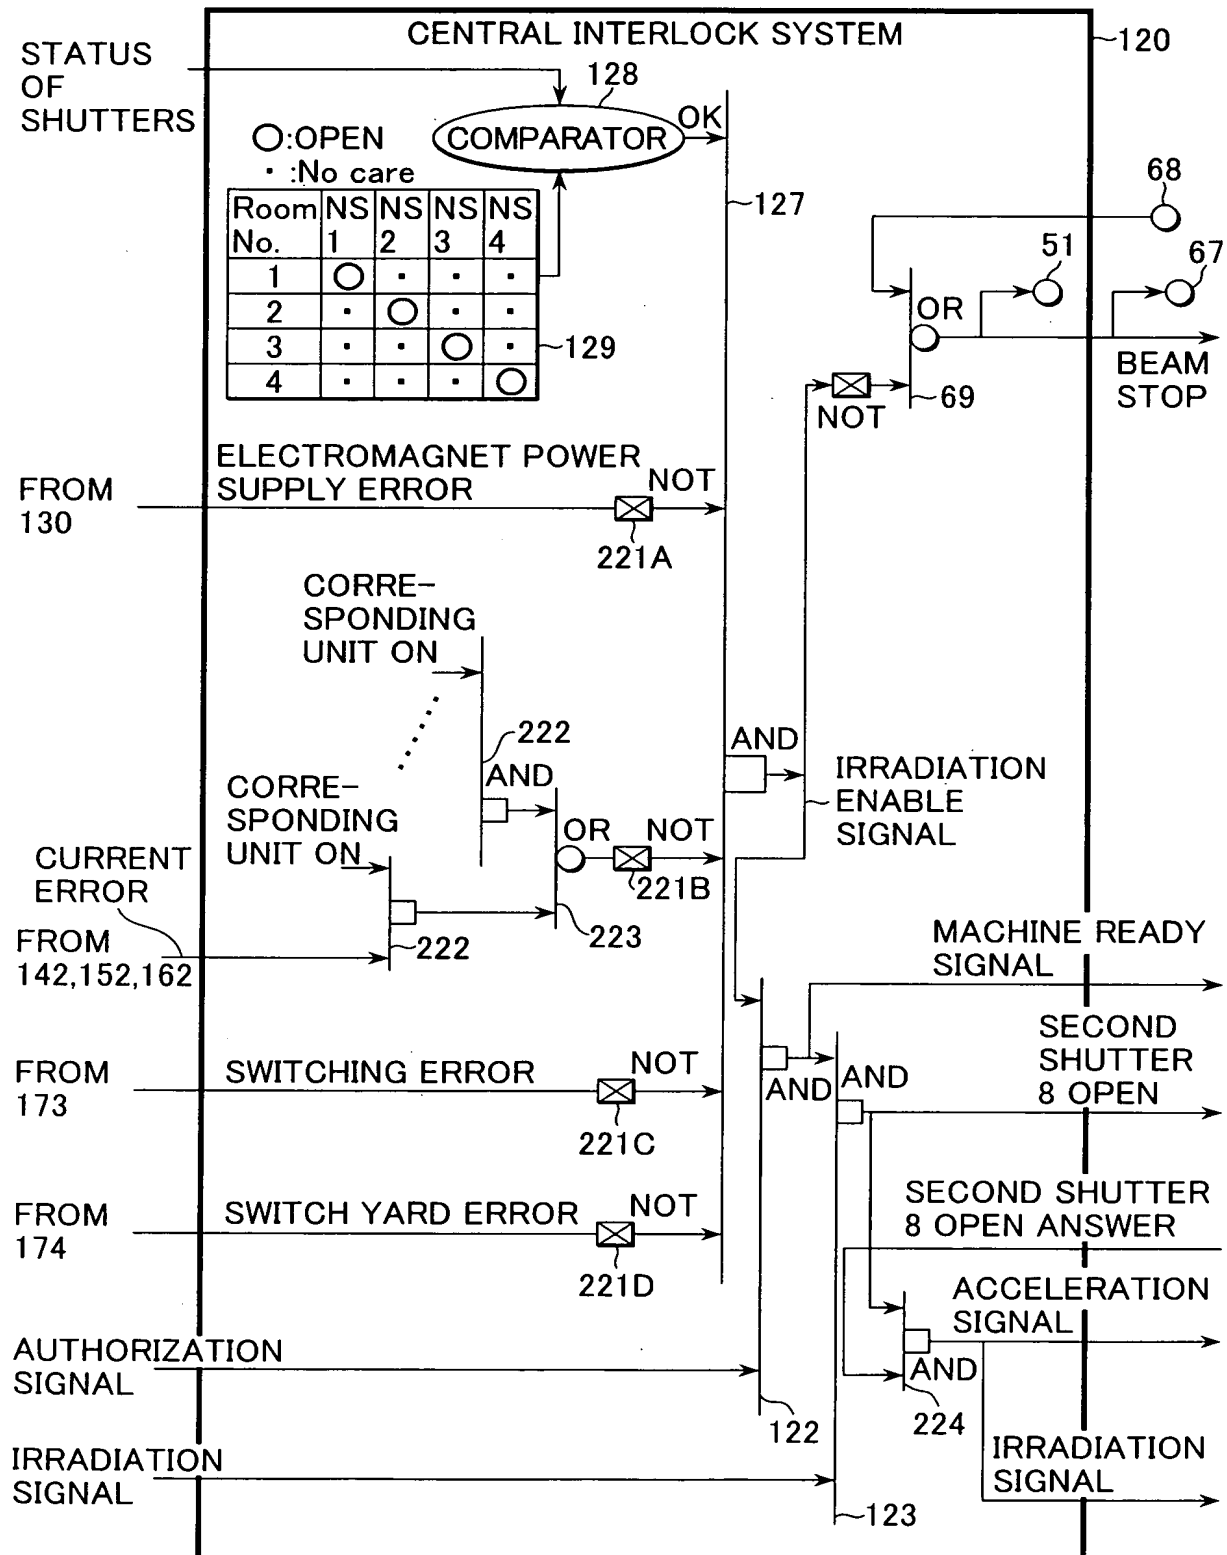 CENTRAL INTERLOCK SYSTEM
120
STATUS
OF
SHUTTERS
128
COMPARATOR
OK
○:OPEN
・:No care
Room No. NS 1 NS 2 NS 3 NS 4
1 ○ ・ ・ ・
2 ・ ○ ・ ・
3 ・ ・ ○ ・
4 ・ ・ ・ ○
129
127
68
51
67
OR
BEAM
STOP
NOT
69
ELECTROMAGNET POWER
SUPPLY ERROR
NOT
FROM
130
221A
CORRE-
SPONDING
UNIT ON
222
AND
AND
IRRADIATION
ENABLE
SIGNAL
CORRE-
SPONDING
UNIT ON
OR
NOT
221B
CURRENT
ERROR
223
222
FROM
142,152,162
MACHINE READY
SIGNAL
SECOND
SHUTTER
8 OPEN
FROM
173
SWITCHING ERROR
NOT
221C
AND
AND
SECOND SHUTTER
8 OPEN ANSWER
FROM
174
SWITCH YARD ERROR
NOT
221D
ACCELERATION
SIGNAL
AUTHORIZATION
SIGNAL
AND
224
122
IRRADIATION
SIGNAL
IRRADIATION
SIGNAL
123